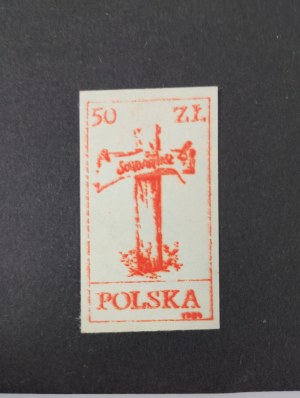 50 ZŁ
Solidarność
POLSKA
1984